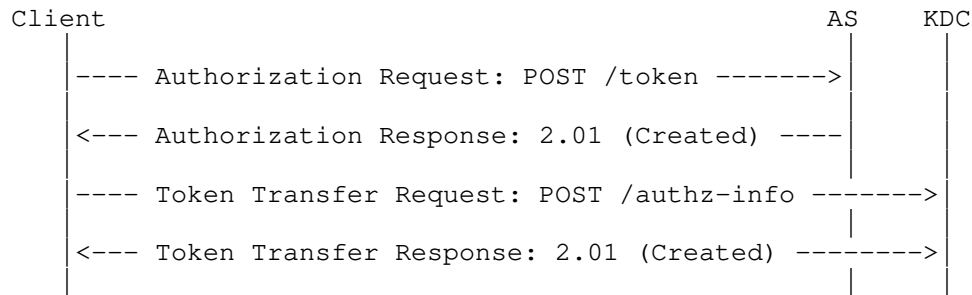 Client AS KDC
|---- Authorization Request: POST /token ------->|
|<--- Authorization Response: 2.01 (Created) ----|
|---- Token Transfer Request: POST /authz-info ------->|
|<--- Token Transfer Response: 2.01 (Created) -------->|